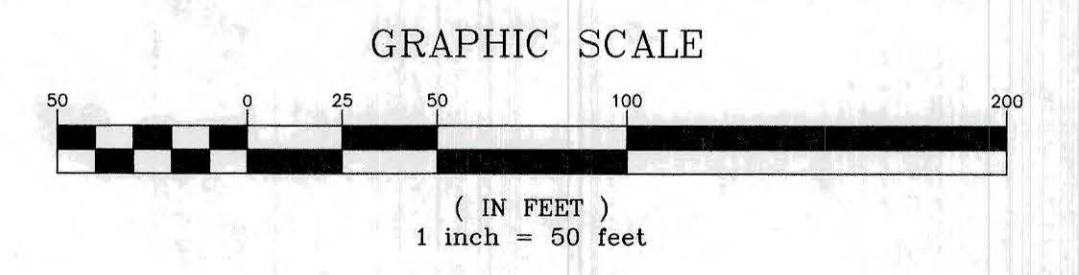 GRAPHIC SCALE
50 0 25 50 100 200
( IN FEET )
1 inch = 50 feet